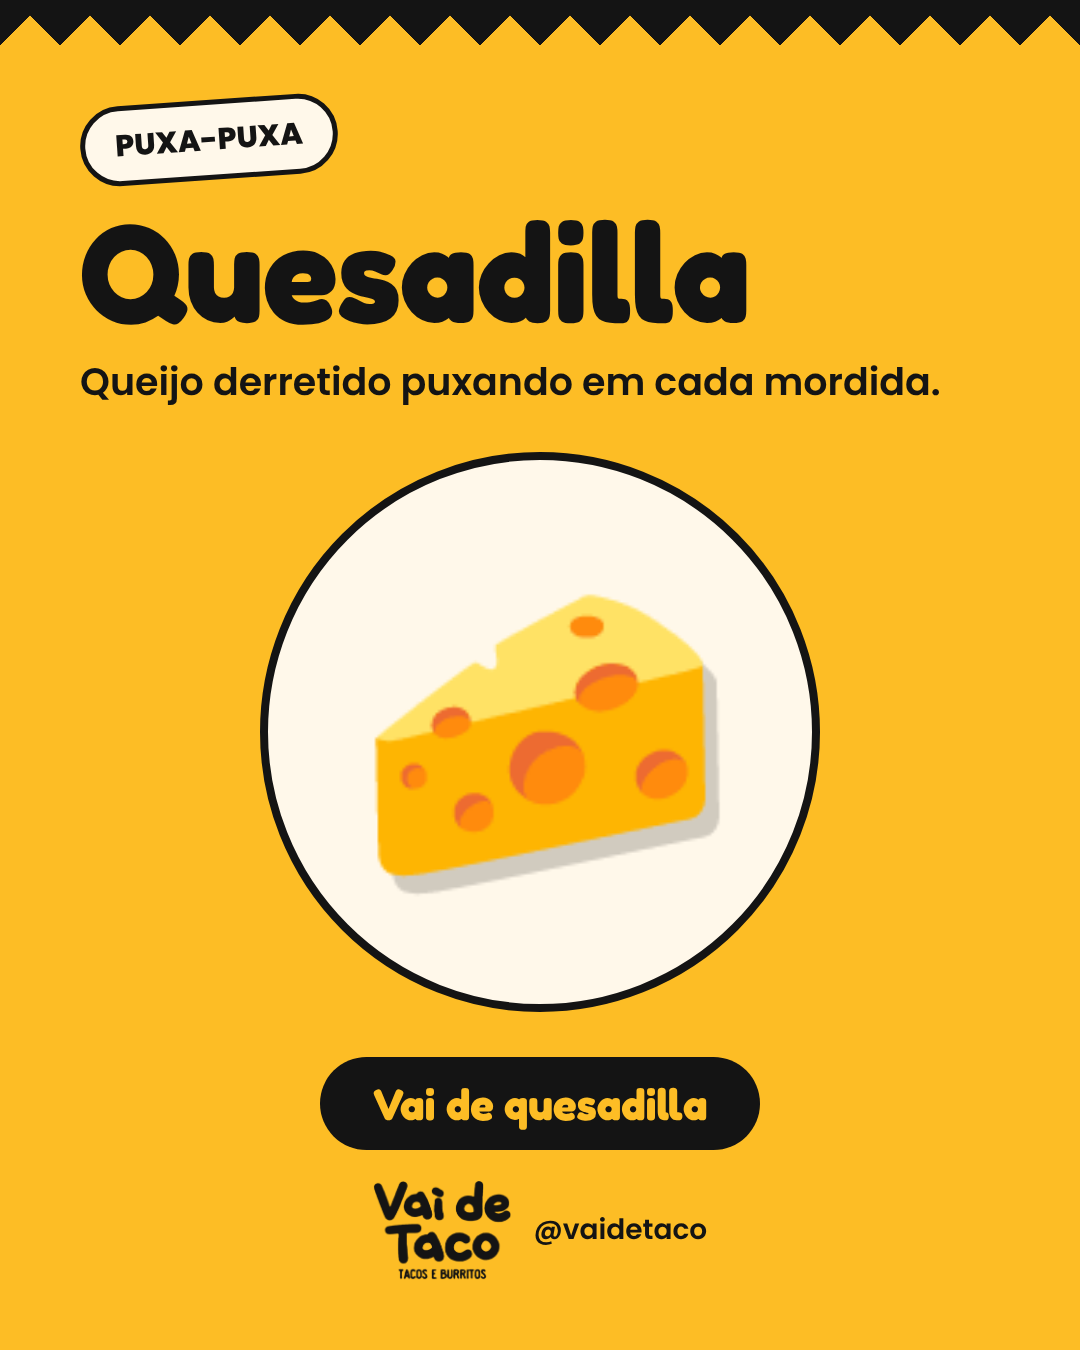 PUXA-PUXA
Quesadilla
Queijo derretido puxando em cada mordida.
Vai de quesadilla
Vai de
Taco
TACOS E BURRITOS
@vaidetaco